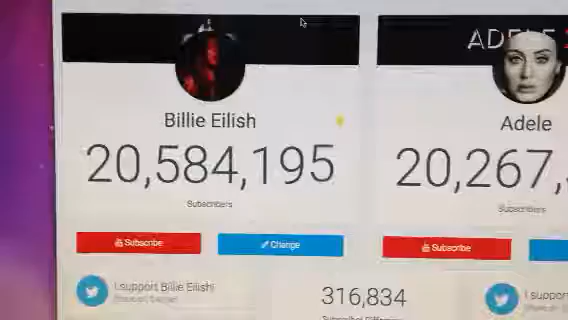 ADELE
Billie Eilish
20,584,195
Subscribers
Subscribe
Change
I support Billie Eilish!
316,834
Adele
20,267,
Subscribers
Subscribe
I support